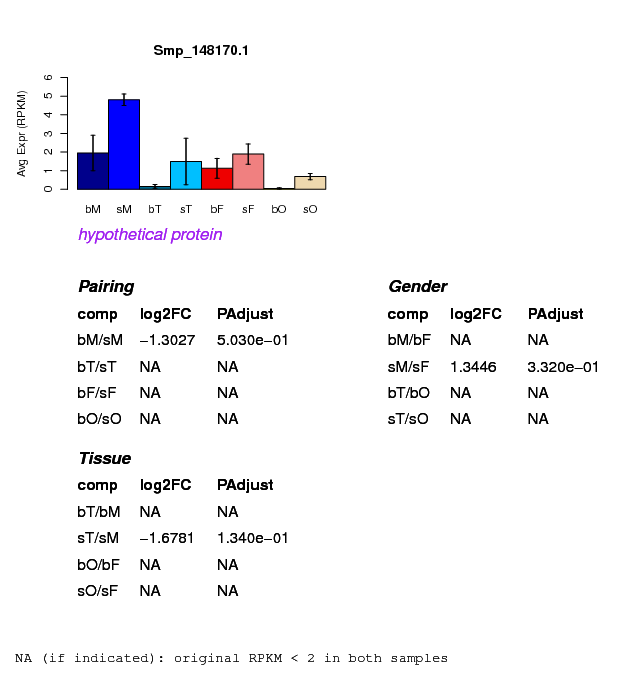 Smp_148170.1
Avg Expr (RPKM)
0 1 2 3 4 5 6
bM sM bT sT bF sF bO sO
hypothetical protein
Pairing
comp log2FC PAdjust
bM/sM −1.3027 5.030e−01
bT/sT NA NA
bF/sF NA NA
bO/sO NA NA
Gender
comp log2FC PAdjust
bM/bF NA NA
sM/sF 1.3446 3.320e−01
bT/bO NA NA
sT/sO NA NA
Tissue
comp log2FC PAdjust
bT/bM NA NA
sT/sM −1.6781 1.340e−01
bO/bF NA NA
sO/sF NA NA
NA (if indicated): original RPKM < 2 in both samples